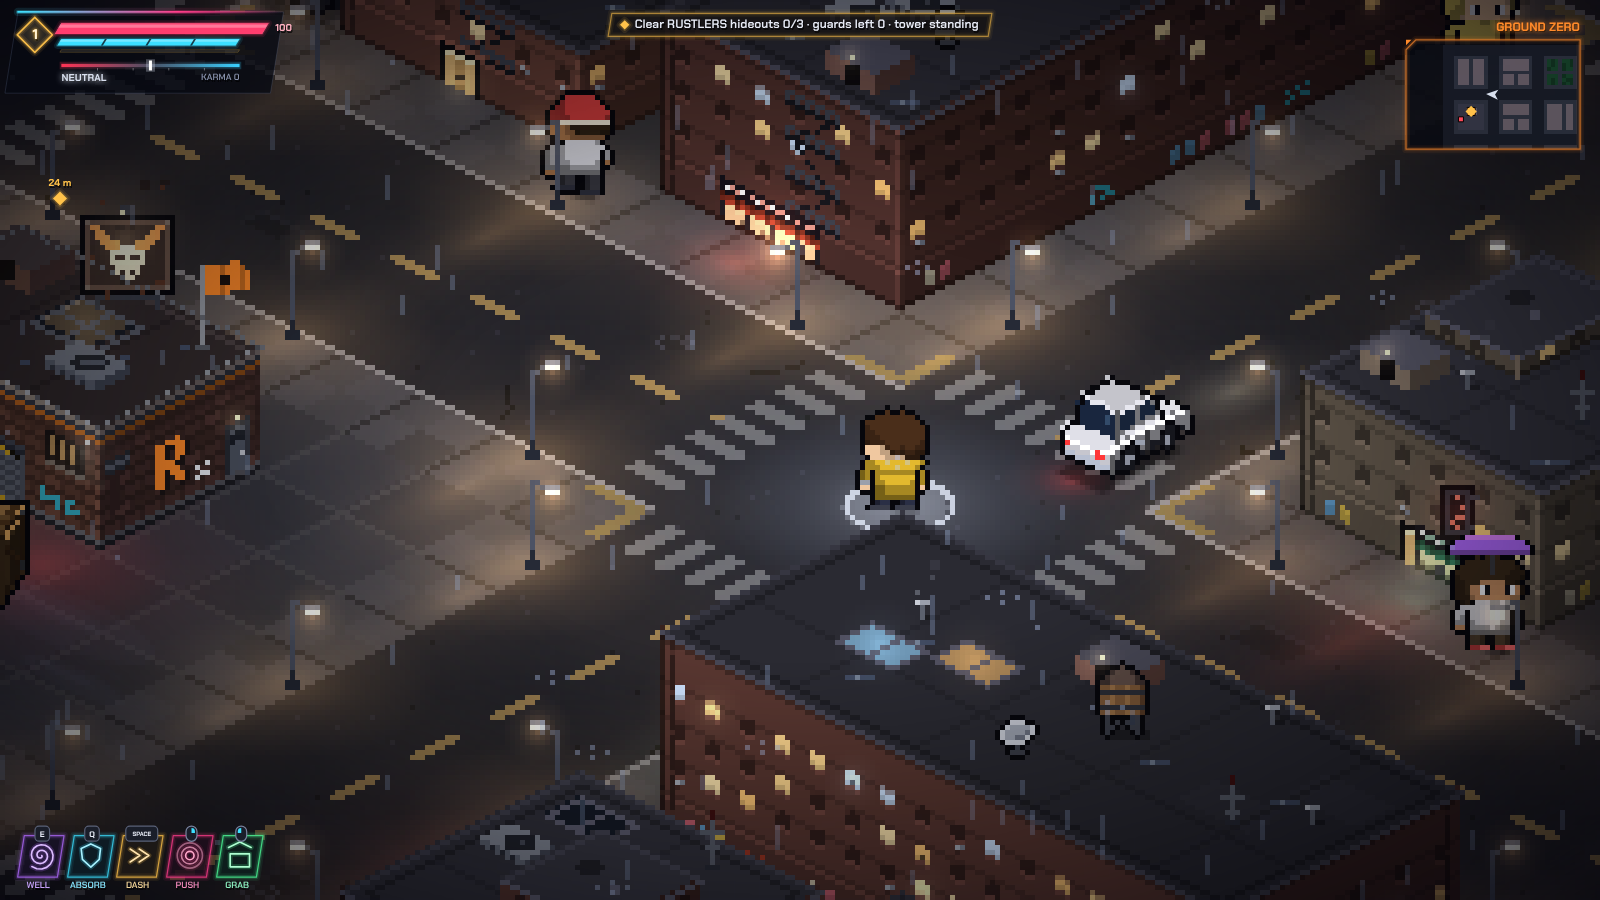 1
100
NEUTRAL
KARMA 0
Clear RUSTLERS hideouts 0/3 · guards left 0 · tower standing
GROUND ZERO
24 m
R
E
Q
SPACE
WELL
ABSORB
DASH
PUSH
GRAB